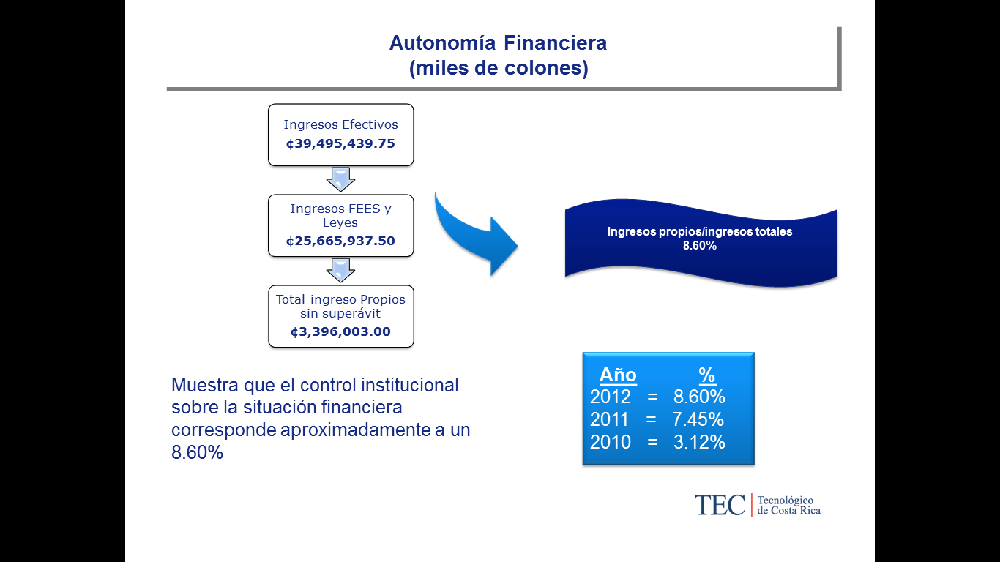 Autonomía Financiera
(miles de colones)
Ingresos Efectivos
¢39,495,439.75
Ingresos FEES y
Leyes
¢25,665,937.50
Total ingreso Propios
sin superávit
¢3,396,003.00
Ingresos propios/ingresos totales
8.60%
Muestra que el control institucional
sobre la situación financiera
corresponde aproximadamente a un
8.60%
Año %
2012 = 8.60%
2011 = 7.45%
2010 = 3.12%
TEC Tecnológico
de Costa Rica